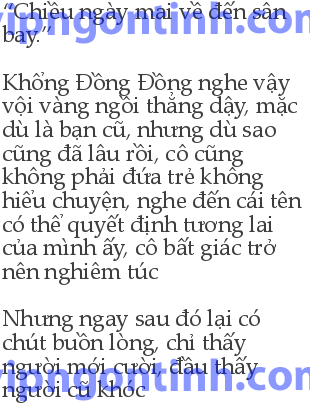 “Chiều ngày mai về đến sân
bay.”
Khổng Đồng Đồng nghe vậy
vội vàng ngồi thẳng dậy, mặc
dù là bạn cũ, nhưng dù sao
cũng đã lâu rồi, cô cũng
không phải đứa trẻ không
hiểu chuyện, nghe đến cái tên
có thể quyết định tương lai
của mình ấy, cô bất giác trở
nên nghiêm túc
Nhưng ngay sau đó lại có
chút buồn lòng, chỉ thấy
người mới cười, đâu thấy
người cũ khóc
vipngontinh.com
vipngontinh.com